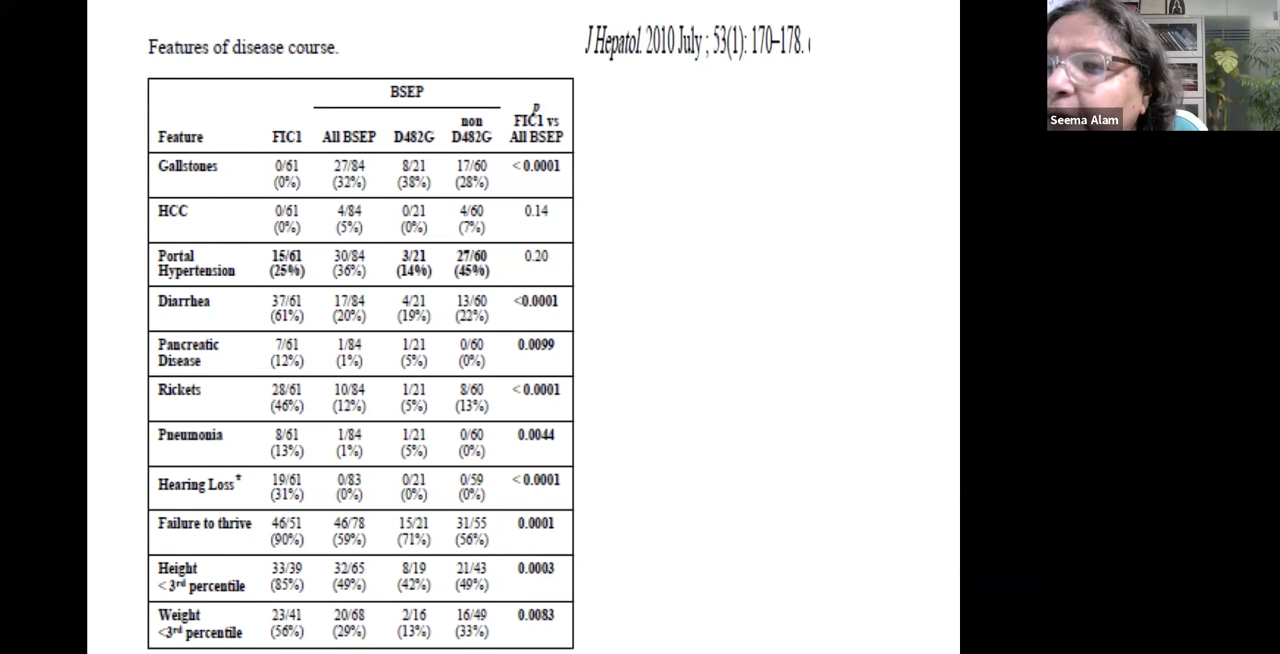 Features of disease course.
J Hepatol. 2010 July ; 53(1): 170–178.
Seema Alam
BSEP
Feature FIC1 All BSEP D482G non D482G p FIC1 vs All BSEP
Gallstones 0/61 27/84 8/21 17/60 < 0.0001
(0%) (32%) (38%) (28%)
HCC 0/61 4/84 0/21 4/60 0.14
(0%) (5%) (0%) (7%)
Portal 15/61 30/84 3/21 27/60 0.20
Hypertension (25%) (36%) (14%) (45%)
Diarrhea 37/61 17/84 4/21 13/60 <0.0001
(61%) (20%) (19%) (22%)
Pancreatic 7/61 1/84 1/21 0/60 0.0099
Disease (12%) (1%) (5%) (0%)
Rickets 28/61 10/84 1/21 8/60 < 0.0001
(46%) (12%) (5%) (13%)
Pneumonia 8/61 1/84 1/21 0/60 0.0044
(13%) (1%) (5%) (0%)
Hearing Loss* 19/61 0/83 0/21 0/59 < 0.0001
(31%) (0%) (0%) (0%)
Failure to thrive 46/51 46/78 15/21 31/55 0.0001
(90%) (59%) (71%) (56%)
Height 33/39 32/65 8/19 21/43 0.0003
< 3rd percentile (85%) (49%) (42%) (49%)
Weight 23/41 20/68 2/16 16/49 0.0083
<3rd percentile (56%) (29%) (13%) (33%)